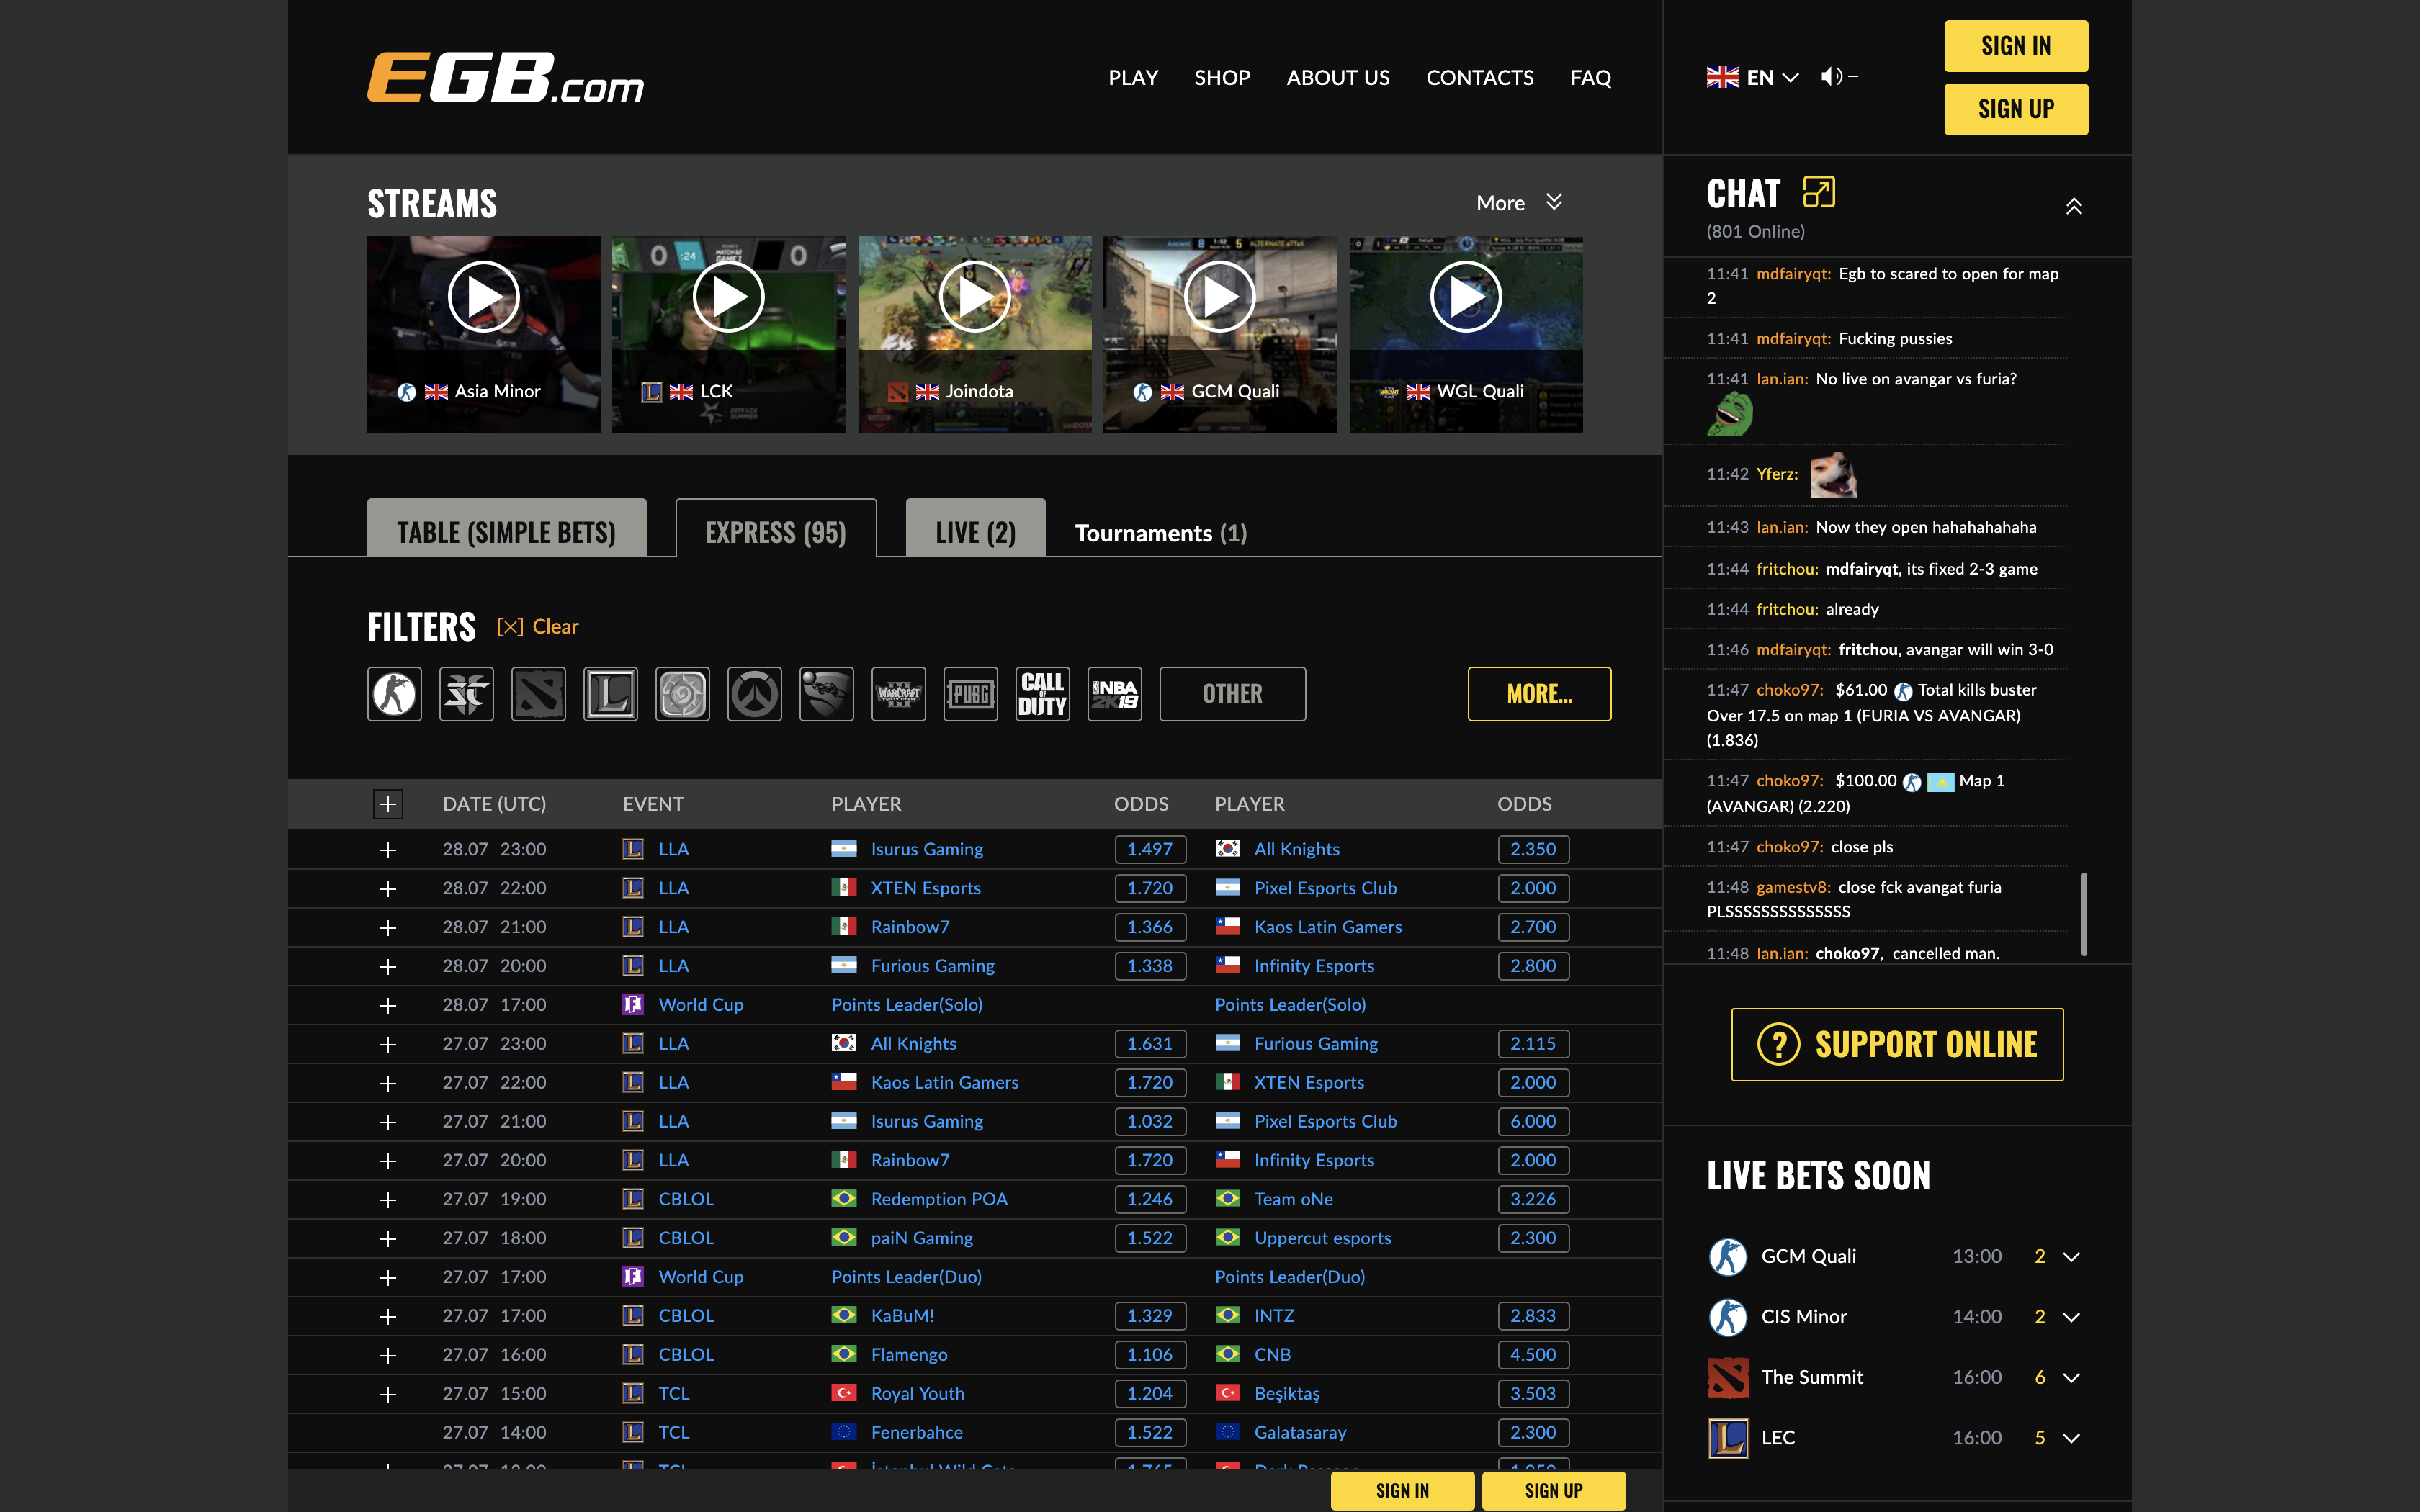 EGB.com
PLAY SHOP ABOUT US CONTACTS FAQ
EN
SIGN IN
SIGN UP
STREAMS
More
Asia Minor
LCK
Joindota
GCM Quali
WGL Quali
TABLE (SIMPLE BETS) EXPRESS (95) LIVE (2) Tournaments (1)
FILTERS Clear
WARCRAFT III PUBG CALL OF DUTY NBA 2K19 OTHER MORE...
DATE (UTC) EVENT PLAYER ODDS PLAYER ODDS
28.07 23:00 LLA Isurus Gaming 1.497 All Knights 2.350
28.07 22:00 LLA XTEN Esports 1.720 Pixel Esports Club 2.000
28.07 21:00 LLA Rainbow7 1.366 Kaos Latin Gamers 2.700
28.07 20:00 LLA Furious Gaming 1.338 Infinity Esports 2.800
28.07 17:00 World Cup Points Leader(Solo) Points Leader(Solo)
27.07 23:00 LLA All Knights 1.631 Furious Gaming 2.115
27.07 22:00 LLA Kaos Latin Gamers 1.720 XTEN Esports 2.000
27.07 21:00 LLA Isurus Gaming 1.032 Pixel Esports Club 6.000
27.07 20:00 LLA Rainbow7 1.720 Infinity Esports 2.000
27.07 19:00 CBLOL Redemption POA 1.246 Team oNe 3.226
27.07 18:00 CBLOL paiN Gaming 1.522 Uppercut esports 2.300
27.07 17:00 World Cup Points Leader(Duo) Points Leader(Duo)
27.07 17:00 CBLOL KaBuM! 1.329 INTZ 2.833
27.07 16:00 CBLOL Flamengo 1.106 CNB 4.500
27.07 15:00 TCL Royal Youth 1.204 Beşiktaş 3.503
27.07 14:00 TCL Fenerbahce 1.522 Galatasaray 2.300
SIGN IN SIGN UP
CHAT
(801 Online)
11:41 mdfairyqt: Egb to scared to open for map
2
11:41 mdfairyqt: Fucking pussies
11:41 Ian.ian: No live on avangar vs furia?
11:42 Yferz:
11:43 Ian.ian: Now they open hahahahahaha
11:44 fritchou: mdfairyqt, its fixed 2-3 game
11:44 fritchou: already
11:46 mdfairyqt: fritchou, avangar will win 3-0
11:47 choko97: $61.00 Total kills buster
Over 17.5 on map 1 (FURIA VS AVANGAR)
(1.836)
11:47 choko97: $100.00 Map 1
(AVANGAR) (2.220)
11:47 choko97: close pls
11:48 gamestv8: close fck avangat furia
PLSSSSSSSSSSSSSS
11:48 Ian.ian: choko97, cancelled man.
? SUPPORT ONLINE
LIVE BETS SOON
GCM Quali 13:00 2
CIS Minor 14:00 2
The Summit 16:00 6
LEC 16:00 5